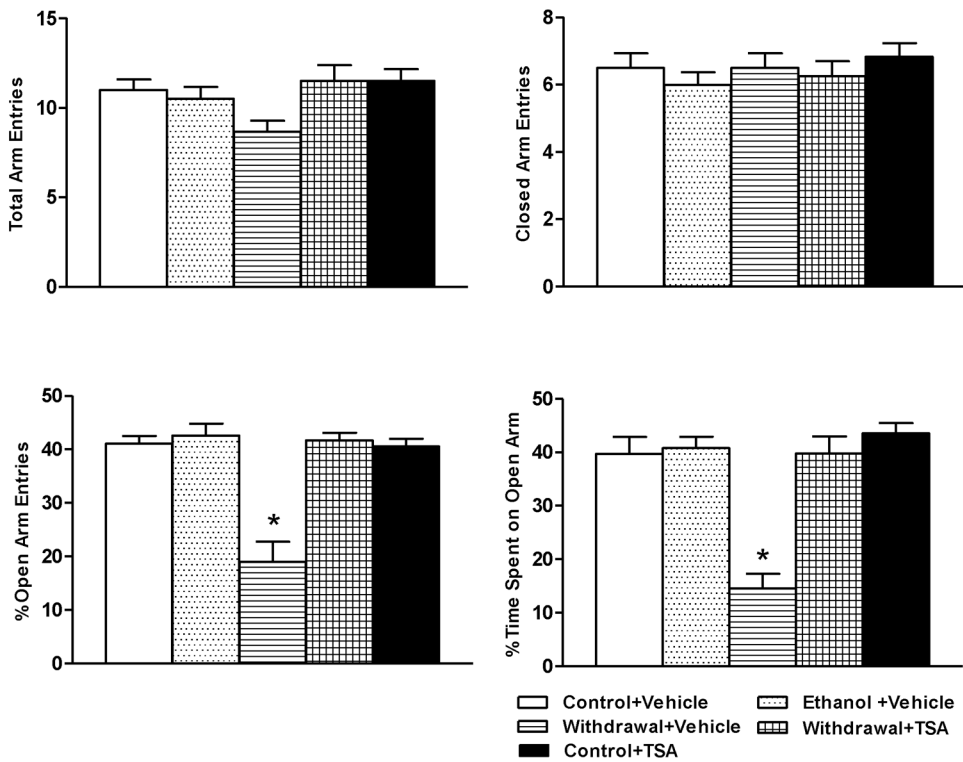 Total Arm Entries
15
10
5
0
Closed Arm Entries
8
6
4
2
0
%Open Arm Entries
50
40
30
20
10
0
*
%Time Spent on Open Arm
50
40
30
20
10
0
*
Control+Vehicle
Ethanol +Vehicle
Withdrawal+Vehicle
Withdrawal+TSA
Control+TSA